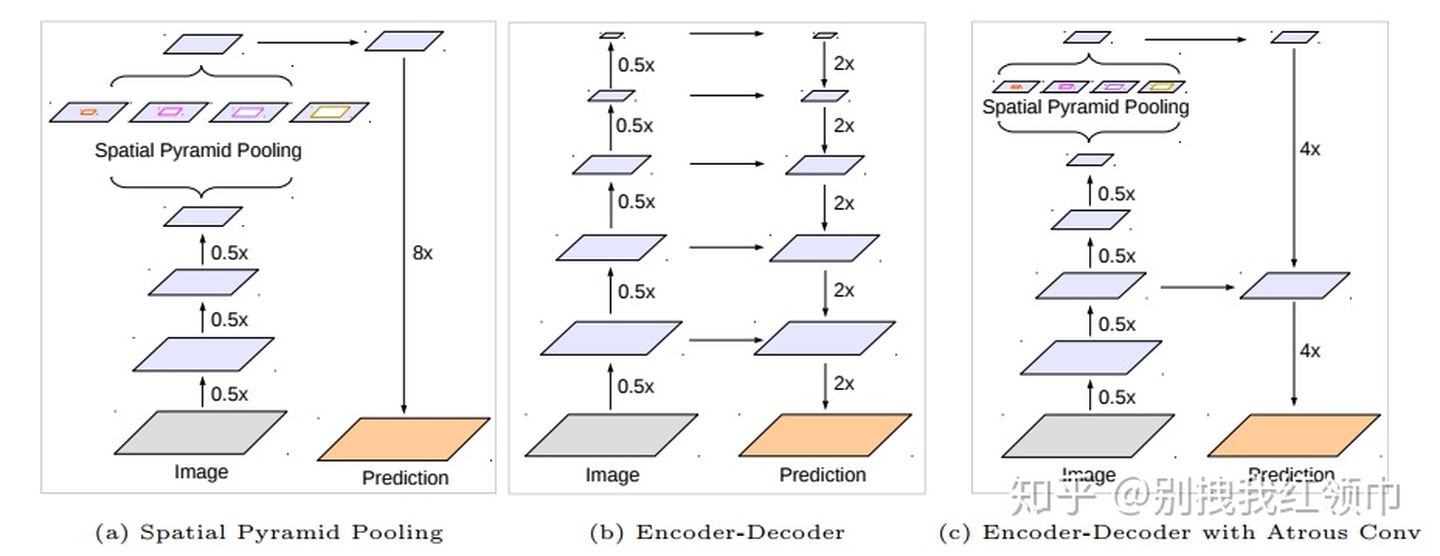 Spatial Pyramid Pooling
0.5x
0.5x
0.5x
8x
Image
Prediction
(a) Spatial Pyramid Pooling
0.5x
0.5x
0.5x
0.5x
0.5x
2x
2x
2x
2x
2x
Image
Prediction
(b) Encoder-Decoder
Spatial Pyramid Pooling
0.5x
0.5x
0.5x
0.5x
4x
4x
Image
Prediction
(c) Encoder-Decoder with Atrous Conv
知乎 @别拽我红领巾